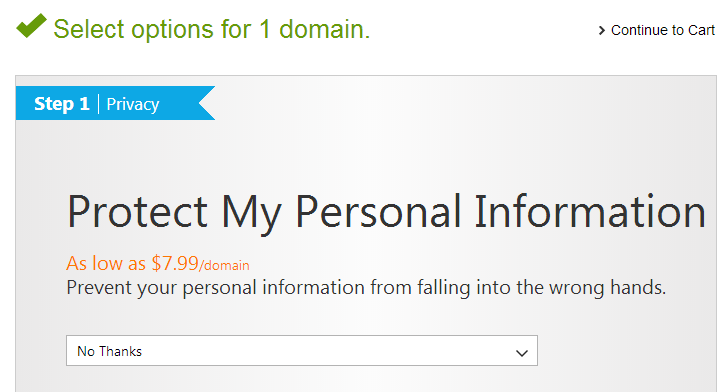 Select options for 1 domain.
Continue to Cart
Step 1 | Privacy
Protect My Personal Information
As low as $7.99/domain
Prevent your personal information from falling into the wrong hands.
No Thanks